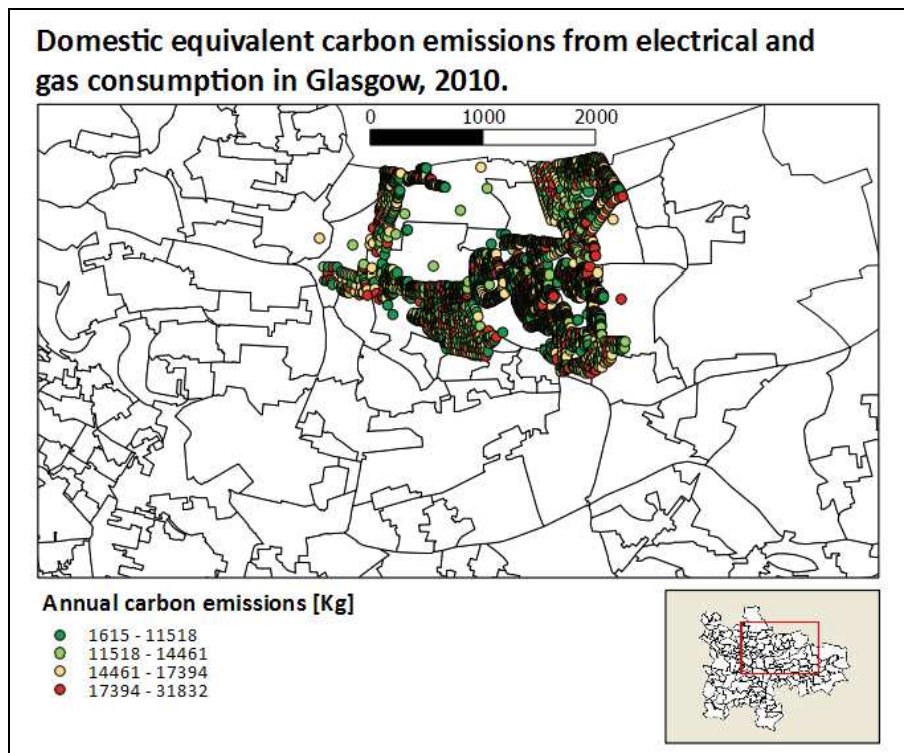 Domestic equivalent carbon emissions from electrical and
gas consumption in Glasgow, 2010.
0 1000 2000
Annual carbon emissions [Kg]
1615 - 11518
11518 - 14461
14461 - 17394
17394 - 31832